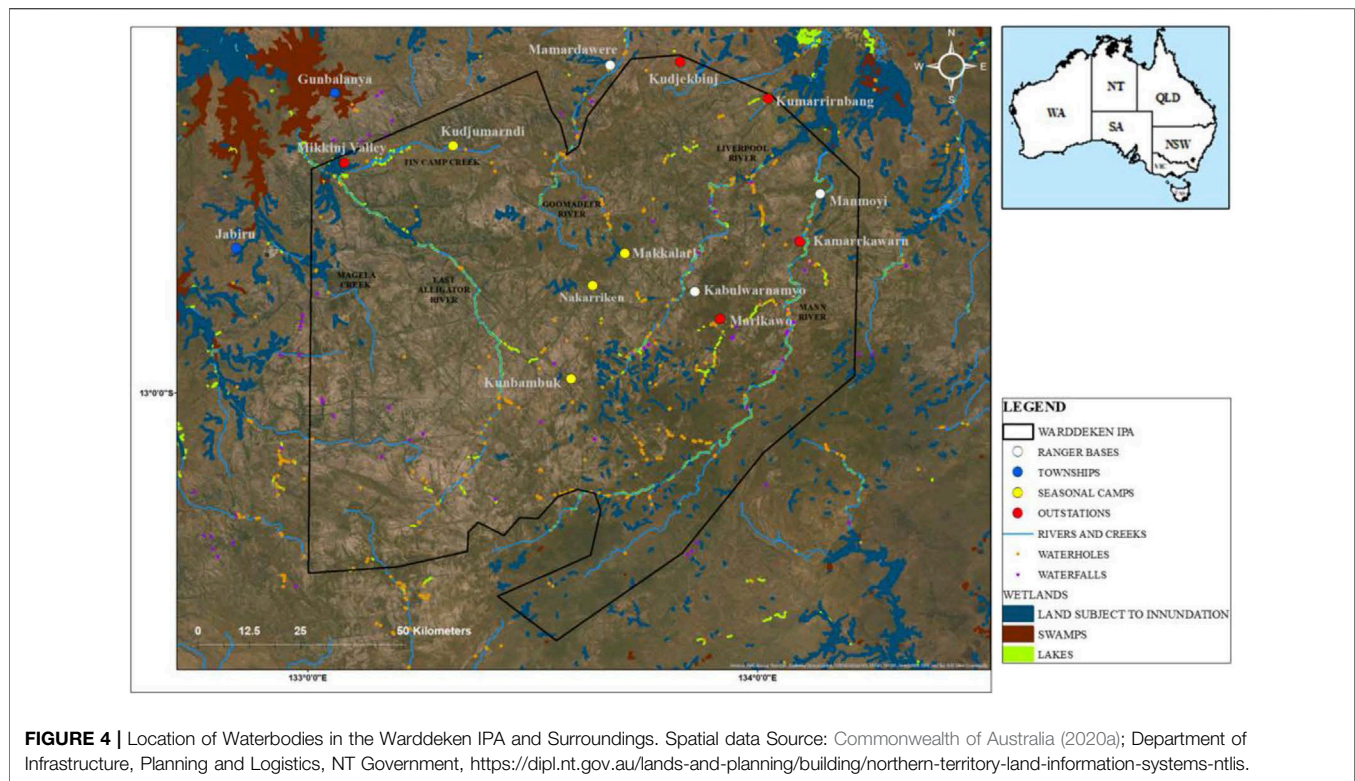 Mamardawere
N
W
E
S
Gunbalanya
Kudjekbinj
Kumarrirnbang
Kudjumarndi
Mikkinj Valley
TIN CAMP CREEK
LIVERPOOL
RIVER
GOOMADEER
RIVER
Manmoyi
Jabiru
Makkalarl
Kamarrkawarn
MAGELA
CREEK
EAST
ALLIGATOR
RIVER
Nakarriken
Kabulwarnamyo
MANN
RIVER
Marlkawo
Kunbambuk
13°0'0"S
0 12.5 25 50 Kilometers
133°0'0"E
134°0'0"E
WA
NT
QLD
SA
NSW
VIC
LEGEND
WARDDEKEN IPA
RANGER BASES
TOWNSHIPS
SEASONAL CAMPS
OUTSTATIONS
RIVERS AND CREEKS
WATERHOLES
WATERFALLS
WETLANDS
LAND SUBJECT TO INNUNDATION
SWAMPS
LAKES
FIGURE 4 | Location of Waterbodies in the Warddeken IPA and Surroundings. Spatial data Source: Commonwealth of Australia (2020a); Department of
Infrastructure, Planning and Logistics, NT Government, https://dipl.nt.gov.au/lands-and-planning/building/northern-territory-land-information-systems-ntlis.